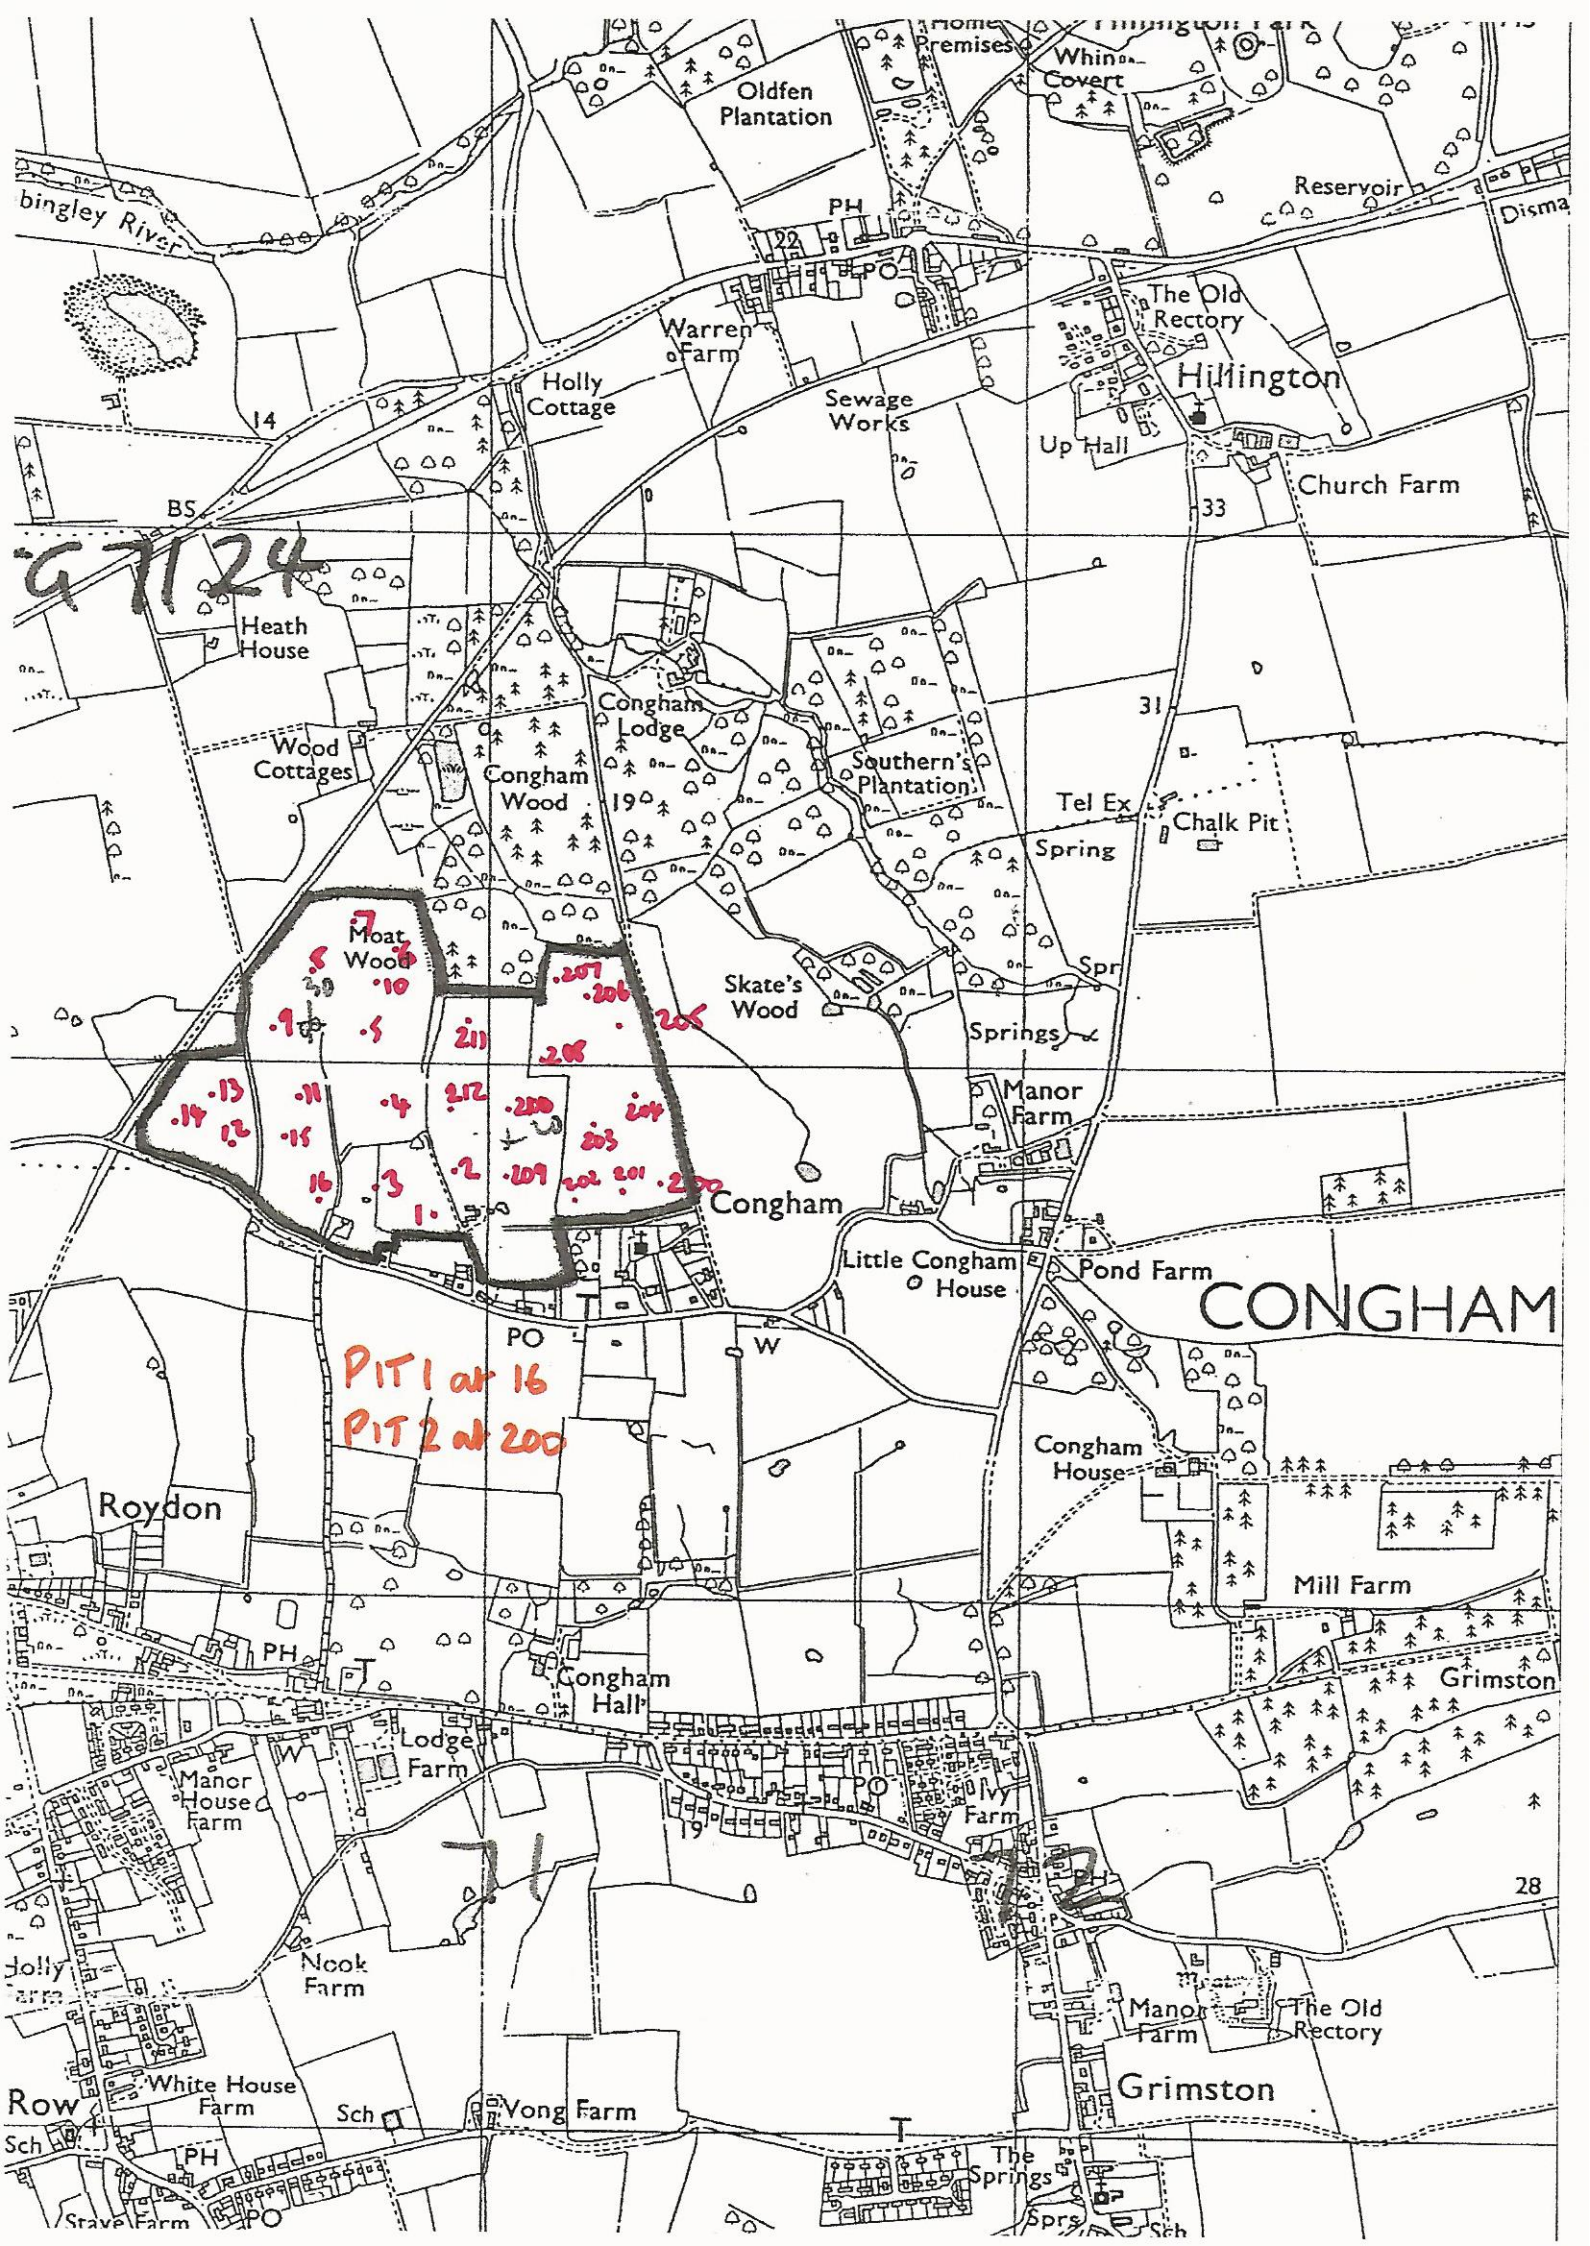 Home
Premises
Whin
Covert
Oldfen
Plantation
Reservoir
bingley River
PH
22
PO
Disma
The Old
Rectory
Warren
Farm
Hillington
Holly
Cottage
Sewage
Works
14
Up Hall
Church Farm
BS
33
G 7124
Heath
House
Congham
Lodge
31
Wood
Cottages
Congham
Wood
19
Southern's
Plantation
Tel Ex
Chalk Pit
Spring
Moat
Wood
7
8
6
10
30
9
5
207
206
205
211
208
Skate's
Wood
Spr
Springs
13
14
12
11
15
4
212
210
20
204
203
Manor
Farm
16
3
1
2
209
202
201
200
Congham
Little Congham
House
Pond Farm
CONGHAM
T
PO
W
PIT 1 at 16
PIT 2 at 200
Congham
House
Roydon
Mill Farm
PH
T
Congham
Hall
Grimston
W
Lodge
Farm
Manor
House
Farm
PO
Ivy
Farm
19
71
72
PH
28
Nook
Farm
Holly
Farm
Manor
Farm
The Old
Rectory
Row
White House
Farm
Sch
Vong Farm
Grimston
Sch
PH
T
The
Springs
Stave Farm
PO
Sprs
Sch